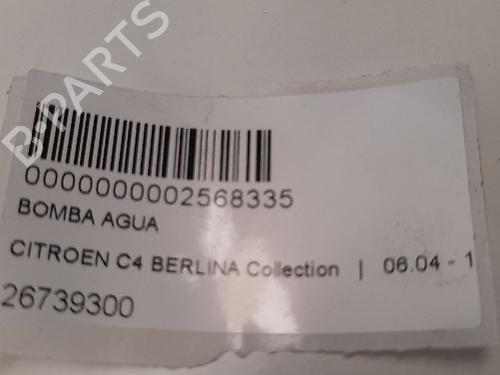 B-PARTS
0000000002568335
BOMBA AGUA
CITROEN C4 BERLINA Collection | 06.04 - 1
26739300